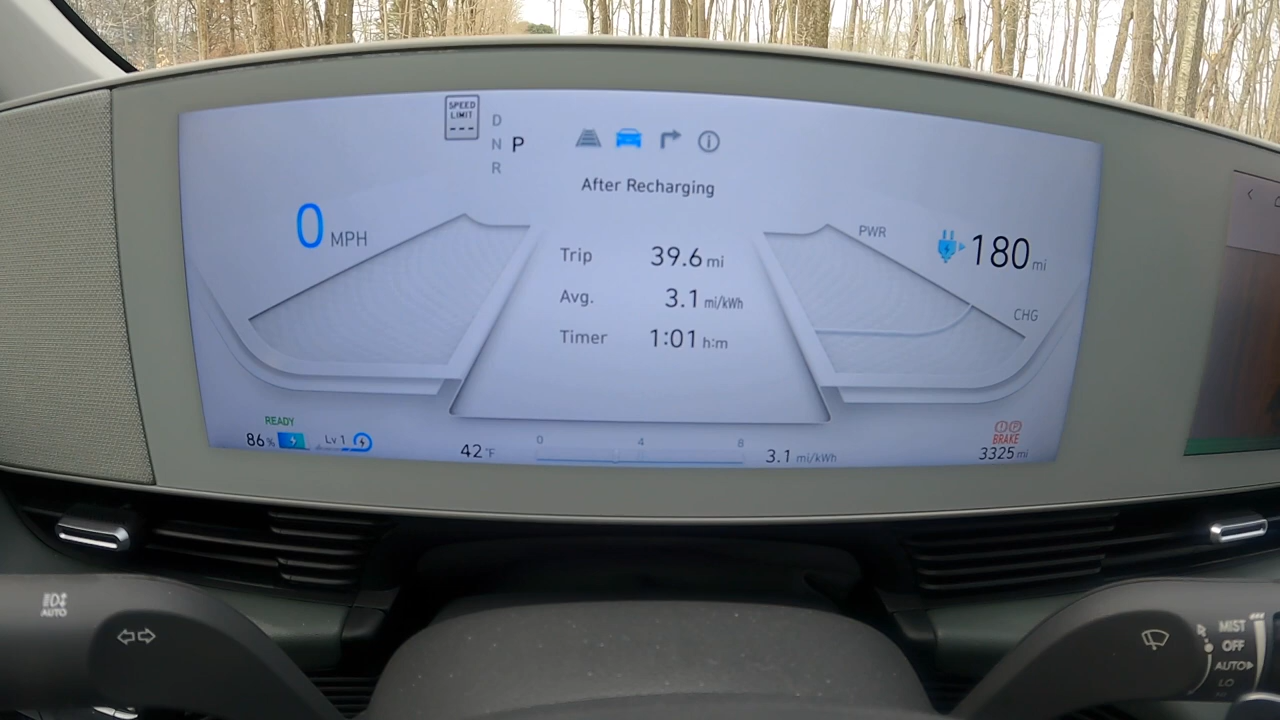 SPEED
LIMIT
---
D
N P
R
After Recharging
0 MPH
Trip 39.6 mi
Avg. 3.1 mi/kWh
Timer 1:01 h:m
PWR
180 mi
CHG
READY
86 % Lv 1
42 °F
0 4 8
3.1 mi/kWh
BRAKE
3325 mi
AUTO
MIST
OFF
AUTO
LO